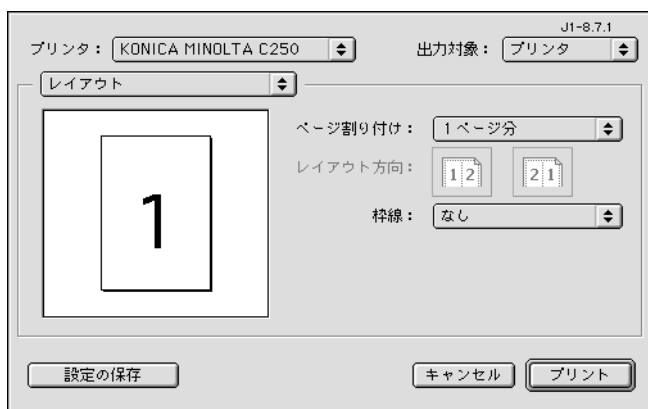 J1-8.7.1
プリンタ： KONICA MINOLTA C250 出力対象： プリンタ
レイアウト
ページ割り付け： 1 ページ分
レイアウト方向： 1 2 2 1
枠線： なし
1
設定の保存 キャンセル プリント